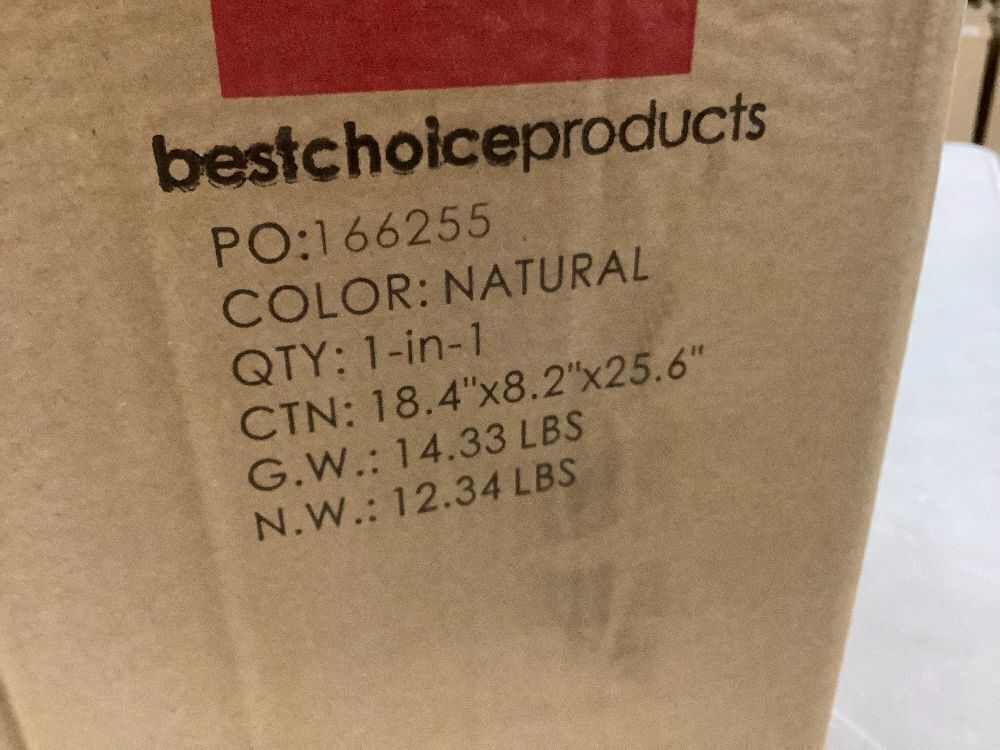 bestchoiceproducts
PO:166255
COLOR: NATURAL
QTY: 1-in-1
CTN: 18.4"x8.2"x25.6"
G.W.: 14.33 LBS
N.W.: 12.34 LBS